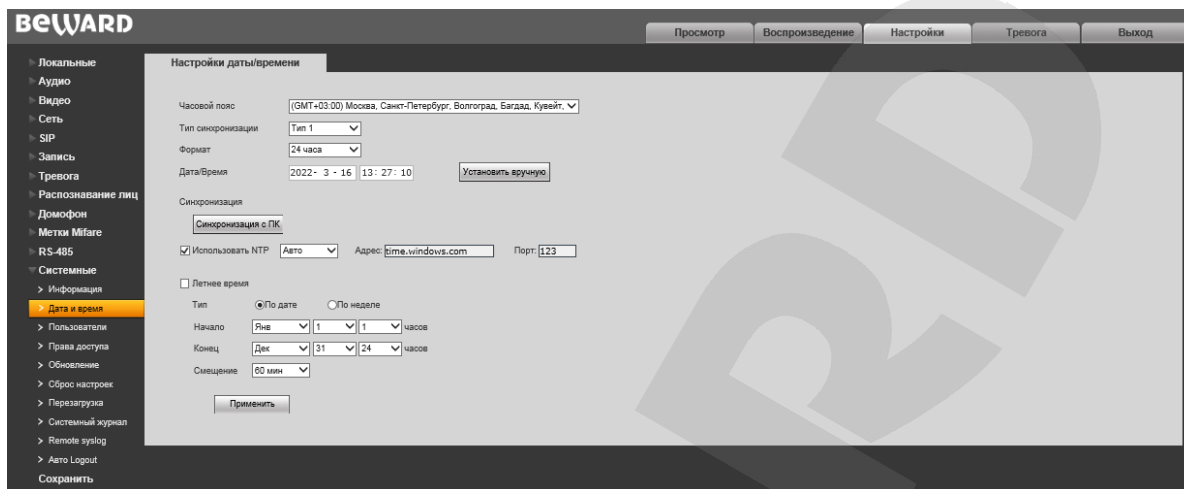 BEWARD
Просмотр Воспроизведение Настройки Тревога Выход
Локальные
Аудио
Видео
Сеть
SIP
Запись
Тревога
Распознавание лиц
Домофон
Метки Mifare
RS-485
Системные
Информация
Дата и время
Пользователи
Права доступа
Обновление
Сброс настроек
Перезагрузка
Системный журнал
Remote syslog
Авто Logout
Сохранить
Настройки даты/времени
Часовой пояс (GMT+03:00) Москва, Санкт-Петербург, Волгоград, Багдад, Кувейт,
Тип синхронизации Тип 1
Формат 24 часа
Дата/Время 2022- 3 - 16 13: 27: 10 Установить вручную
Синхронизация
Синхронизация с ПК
Использовать NTP Авто Адрес: time.windows.com Порт: 123
Летнее время
Тип По дате По неделе
Начало Янв 1 1 часов
Конец Дек 31 24 часов
Смещение 60 мин
Применить